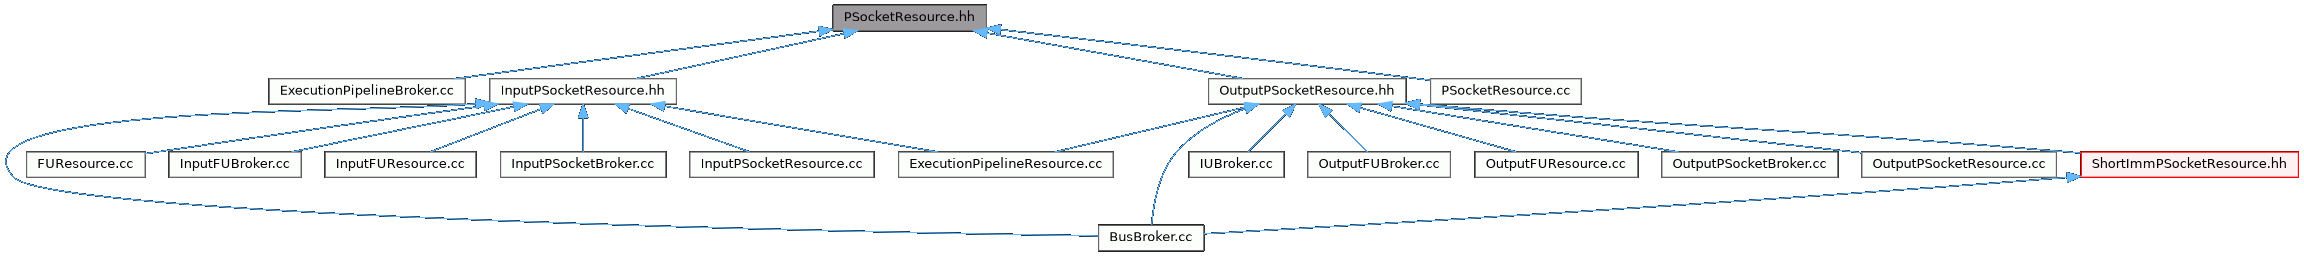 PSocketResource.hh
ExecutionPipelineBroker.cc
InputPSocketResource.hh
OutputPSocketResource.hh
PSocketResource.cc
FUResource.cc
InputFUBroker.cc
InputFUResource.cc
InputPSocketBroker.cc
InputPSocketResource.cc
ExecutionPipelineResource.cc
IUBroker.cc
OutputFUBroker.cc
OutputFUResource.cc
OutputPSocketBroker.cc
OutputPSocketResource.cc
ShortImmPSocketResource.hh
BusBroker.cc